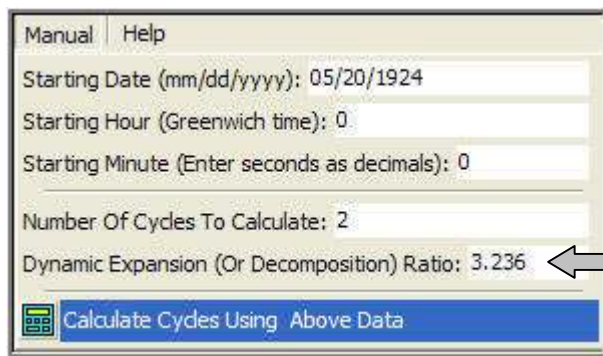 Manual Help
Starting Date (mm/dd/yyyy): 05/20/1924
Starting Hour (Greenwich time): 0
Starting Minute (Enter seconds as decimals): 0
Number Of Cycles To Calculate: 2
Dynamic Expansion (Or Decomposition) Ratio: 3.236
Calculate Cycles Using Above Data